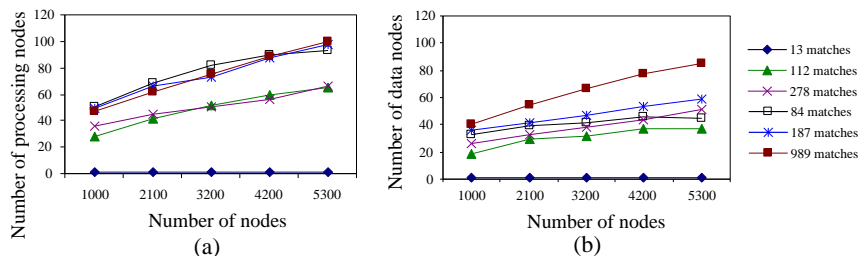 Number of processing nodes
120
100
80
60
40
20
0
1000 2100 3200 4200 5300
Number of nodes
(a)
Number of data nodes
120
100
80
60
40
20
0
1000 2100 3200 4200 5300
Number of nodes
(b)
13 matches
112 matches
278 matches
84 matches
187 matches
989 matches